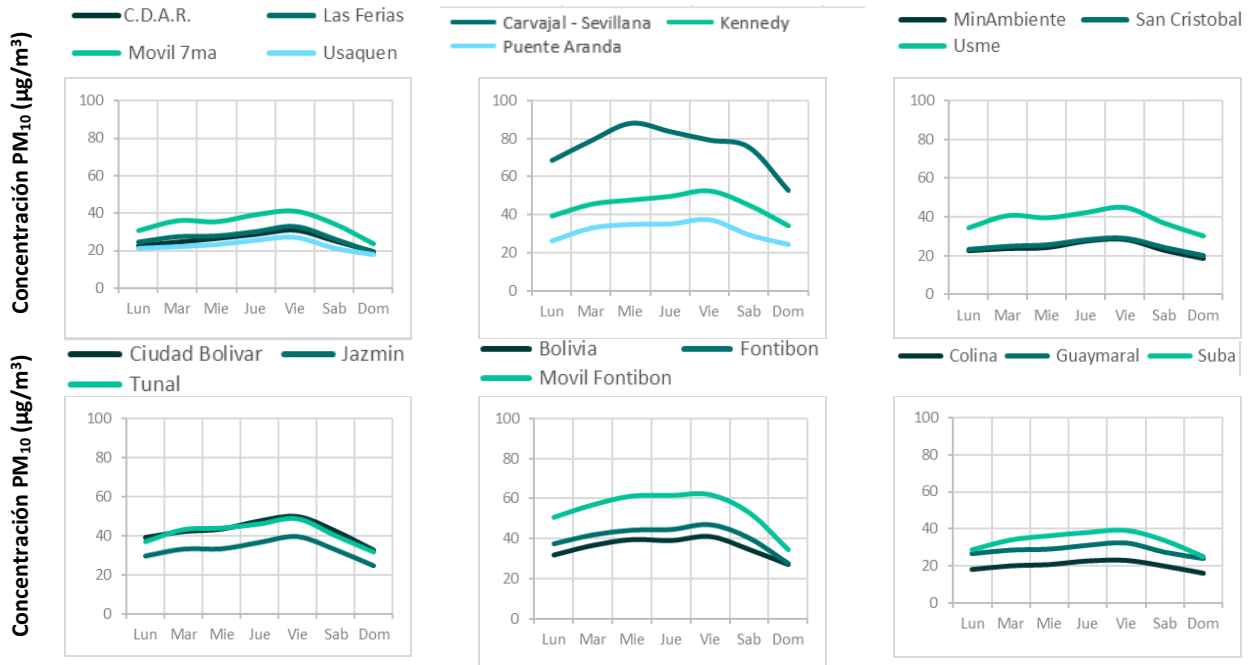 Concentración PM₁₀ (µg/m³)
C.D.A.R. Las Ferias
Movil 7ma Usaquen
100
80
60
40
20
0
Lun Mar Mie Jue Vie Sab Dom
Carvajal - Sevillana Kennedy
Puente Aranda
100
80
60
40
20
0
Lun Mar Mie Jue Vie Sab Dom
MinAmbiente San Cristobal
Usme
100
80
60
40
20
0
Lun Mar Mie Jue Vie Sab Dom
Concentración PM₁₀ (µg/m³)
Ciudad Bolivar Jazmin
Tunal
100
80
60
40
20
0
Lun Mar Mie Jue Vie Sab Dom
Bolivia Fontibon
Movil Fontibon
100
80
60
40
20
0
Lun Mar Mie Jue Vie Sab Dom
Colina Guaymaral Suba
100
80
60
40
20
0
Lun Mar Mie Jue Vie Sab Dom